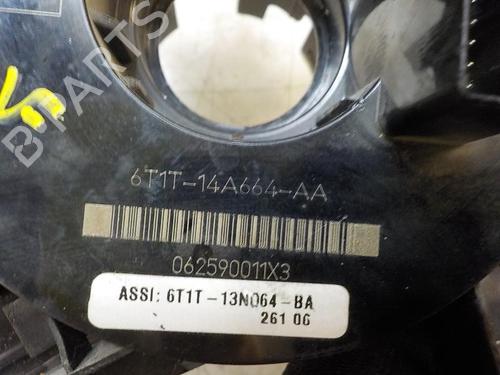 B-PARTS
6T1T-14A664-AA
062590011X3
ASSI: 6T1T-13N064-BA
261 06